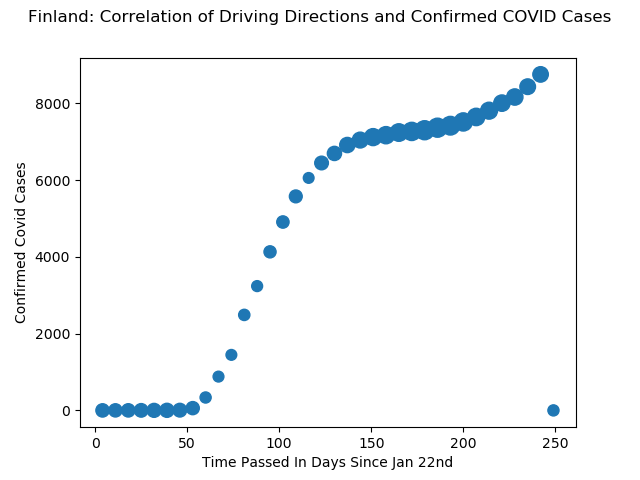 Finland: Correlation of Driving Directions and Confirmed COVID Cases
8000
6000
4000
2000
0
Confirmed Covid Cases
0 50 100 150 200 250
Time Passed In Days Since Jan 22nd